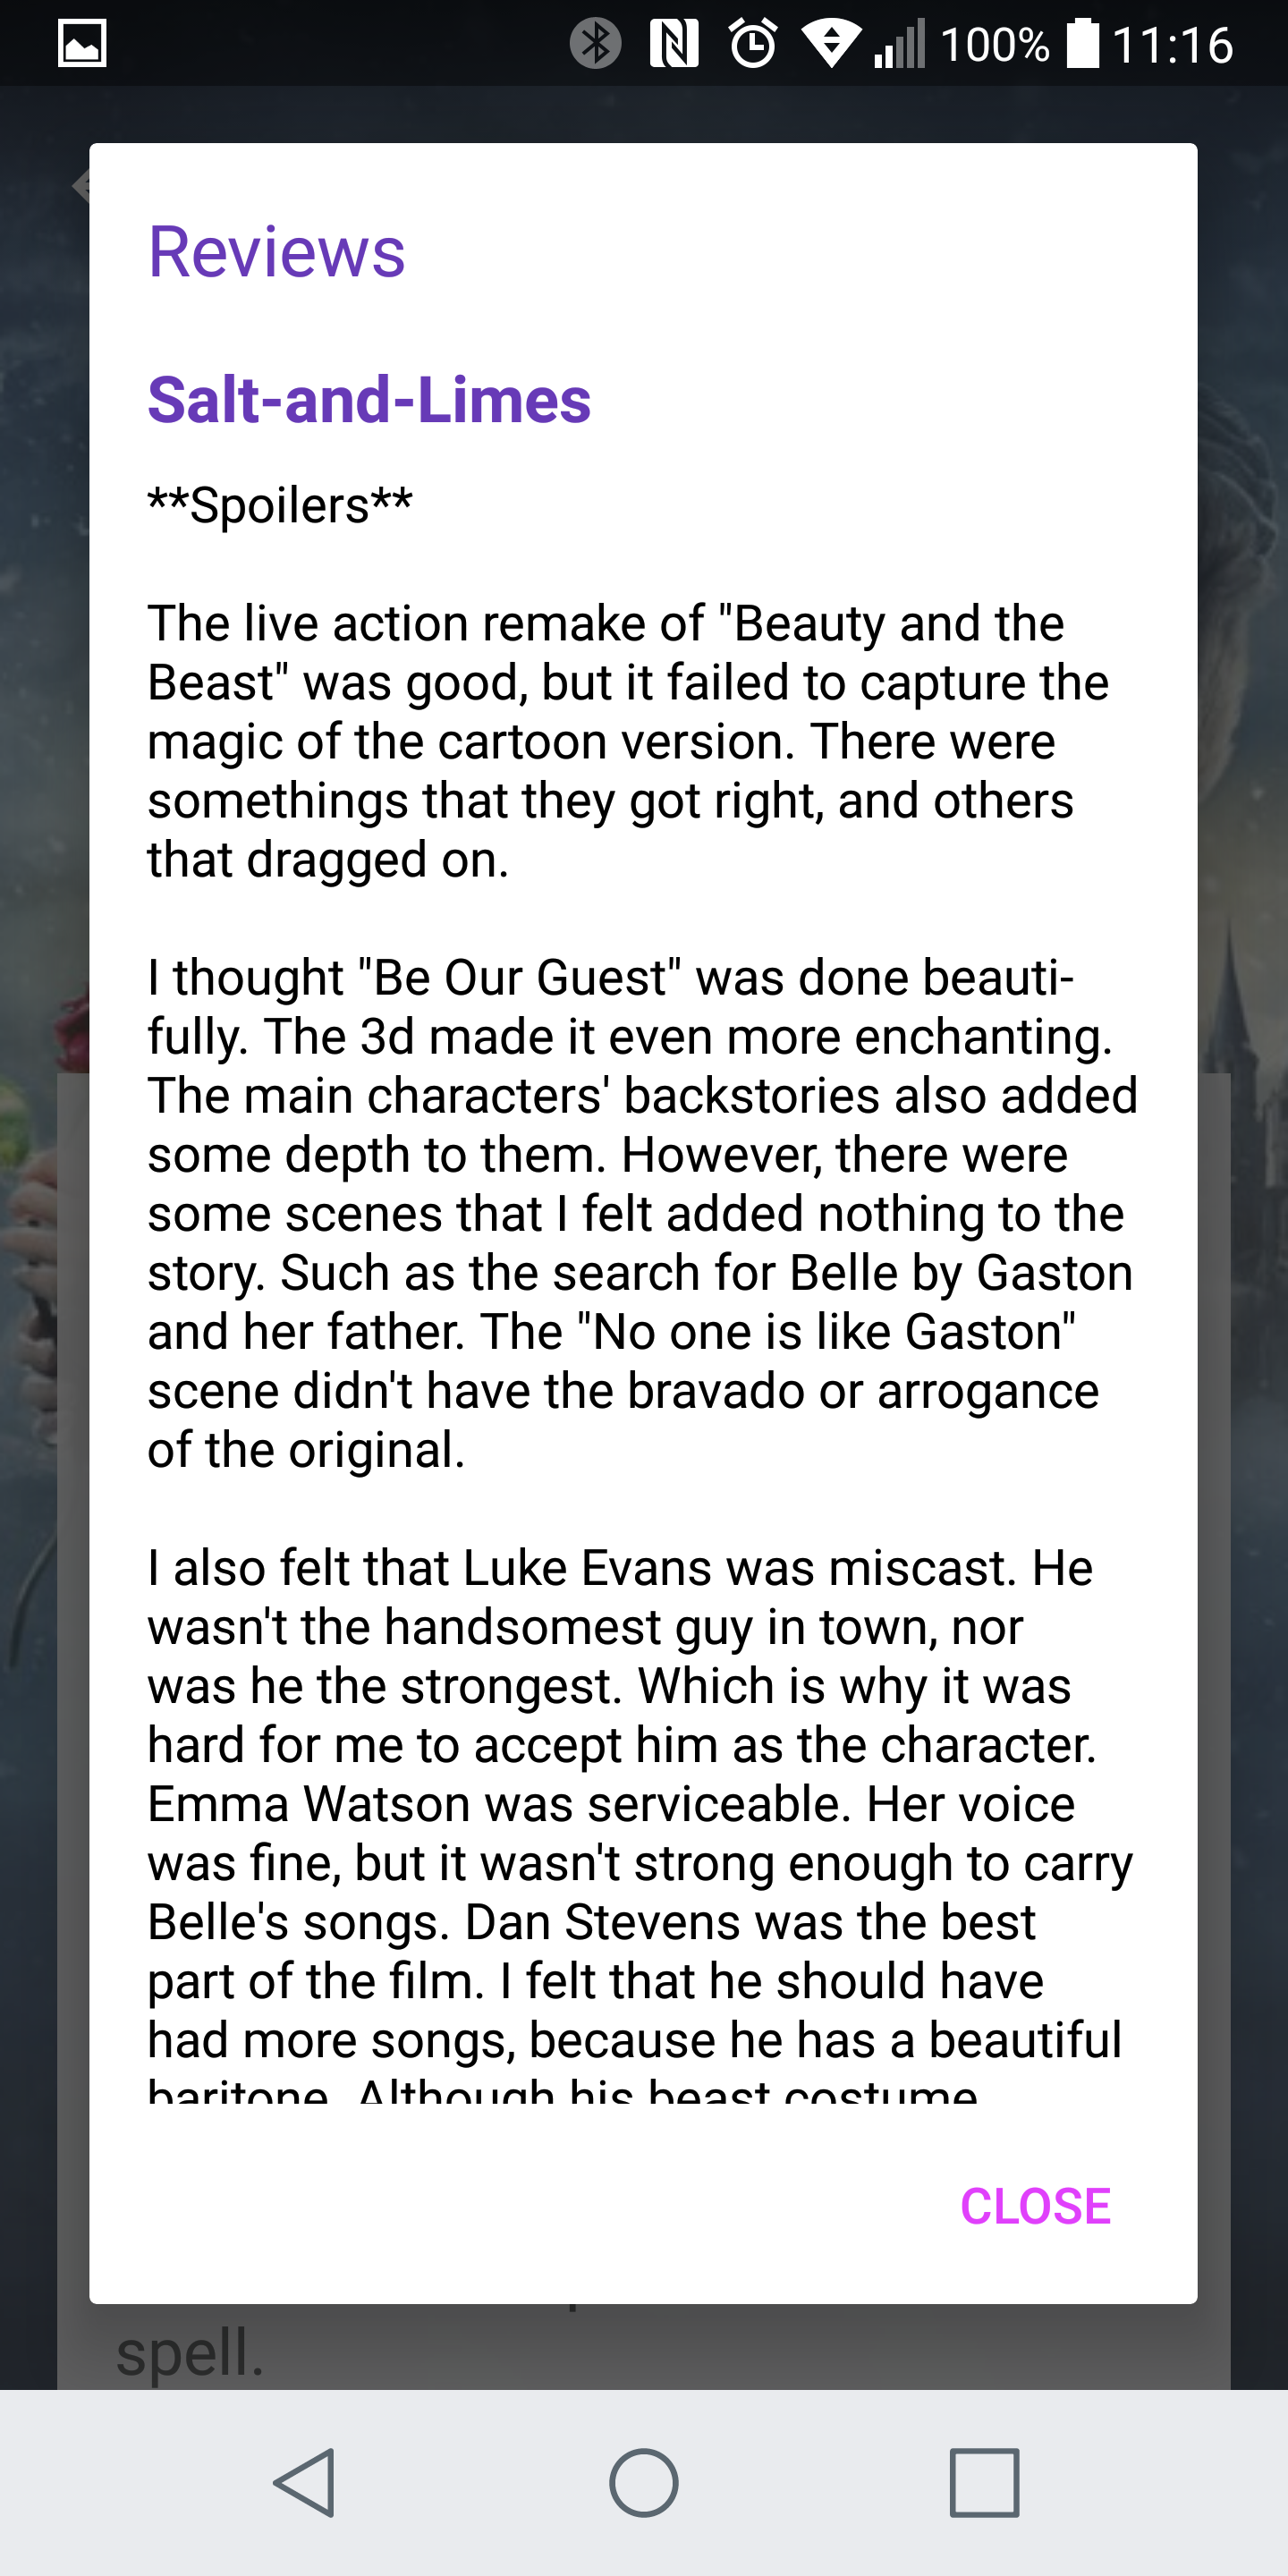 100% 11:16
Reviews
Salt-and-Limes
**Spoilers**
The live action remake of "Beauty and the
Beast" was good, but it failed to capture the
magic of the cartoon version. There were
somethings that they got right, and others
that dragged on.
I thought "Be Our Guest" was done beauti-
fully. The 3d made it even more enchanting.
The main characters' backstories also added
some depth to them. However, there were
some scenes that I felt added nothing to the
story. Such as the search for Belle by Gaston
and her father. The "No one is like Gaston"
scene didn't have the bravado or arrogance
of the original.
I also felt that Luke Evans was miscast. He
wasn't the handsomest guy in town, nor
was he the strongest. Which is why it was
hard for me to accept him as the character.
Emma Watson was serviceable. Her voice
was fine, but it wasn't strong enough to carry
Belle's songs. Dan Stevens was the best
part of the film. I felt that he should have
had more songs, because he has a beautiful
baritone. Although his beast costume
CLOSE
spell.